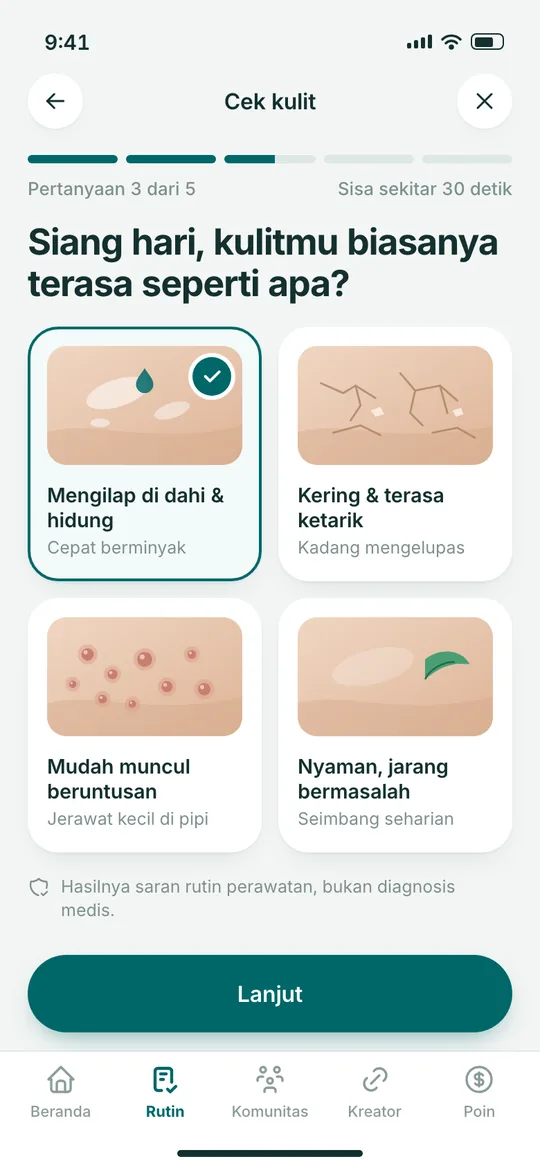 9:41
Cek kulit
Pertanyaan 3 dari 5
Sisa sekitar 30 detik
Siang hari, kulitmu biasanya
terasa seperti apa?
Mengilap di dahi &
hidung
Cepat berminyak
Kering & terasa
ketarik
Kadang mengelupas
Mudah muncul
beruntusan
Jerawat kecil di pipi
Nyaman, jarang
bermasalah
Seimbang seharian
Hasilnya saran rutin perawatan, bukan diagnosis
medis.
Lanjut
Beranda
Rutin
Komunitas
Kreator
Poin